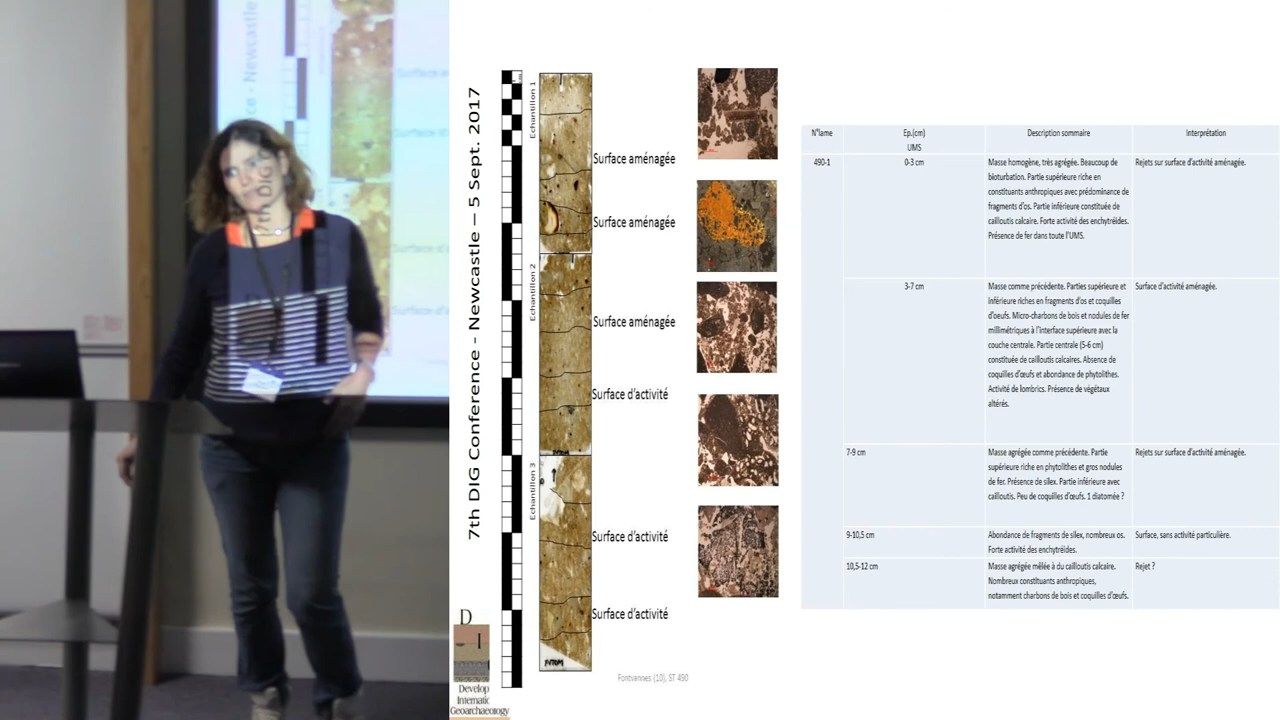 7th DIG Conference - Newcastle – 5 Sept. 2017
Echantillon 1
Echantillon 2
Echantillon 3
Surface aménagée
Surface aménagée
Surface aménagée
Surface d'activité
Surface d'activité
Surface d'activité
Fontvannes (10), ST 490
D
I
Develop
Internatic
Geoarchaeology
N°lame
Ep.(cm)
UMS
Description sommaire
Interprétation
490-1
0-3 cm
Masse homogène, très agrégée. Beaucoup de
bioturbation. Partie supérieure riche en
constituants anthropiques avec prédominance de
fragments d'os. Partie inférieure constituée de
cailloutis calcaire. Forte activité des enchytréides.
Présence de fer dans toute l'UMS.
Rejets sur surface d'activité aménagée.
3-7 cm
Masse comme précédente. Parties supérieure et
inférieure riches en fragments d'os et coquilles
d'oeufs. Micro-charbons de bois et nodules de fer
millimétriques à l'interface supérieure avec la
couche centrale. Partie centrale (5-6 cm)
constituée de cailloutis calcaires. Absence de
coquilles d'œufs et abondance de phytolithes.
Activité de lombrics. Présence de végétaux
altérés.
Surface d'activité aménagée.
7-9 cm
Masse agrégée comme précédente. Partie
supérieure riche en phytolithes et gros nodules
de fer. Présence de silex. Partie inférieure avec
cailloutis. Peu de coquilles d'œufs. 1 diatomée ?
Rejets sur surface d'activité aménagée.
9-10,5 cm
Abondance de fragments de silex, nombreux os.
Forte activité des enchytréides.
Surface, sans activité particulière.
10,5-12 cm
Masse agrégée mêlée à du cailloutis calcaire.
Nombreux constituants anthropiques,
notamment charbons de bois et coquilles d'œufs.
Rejet ?